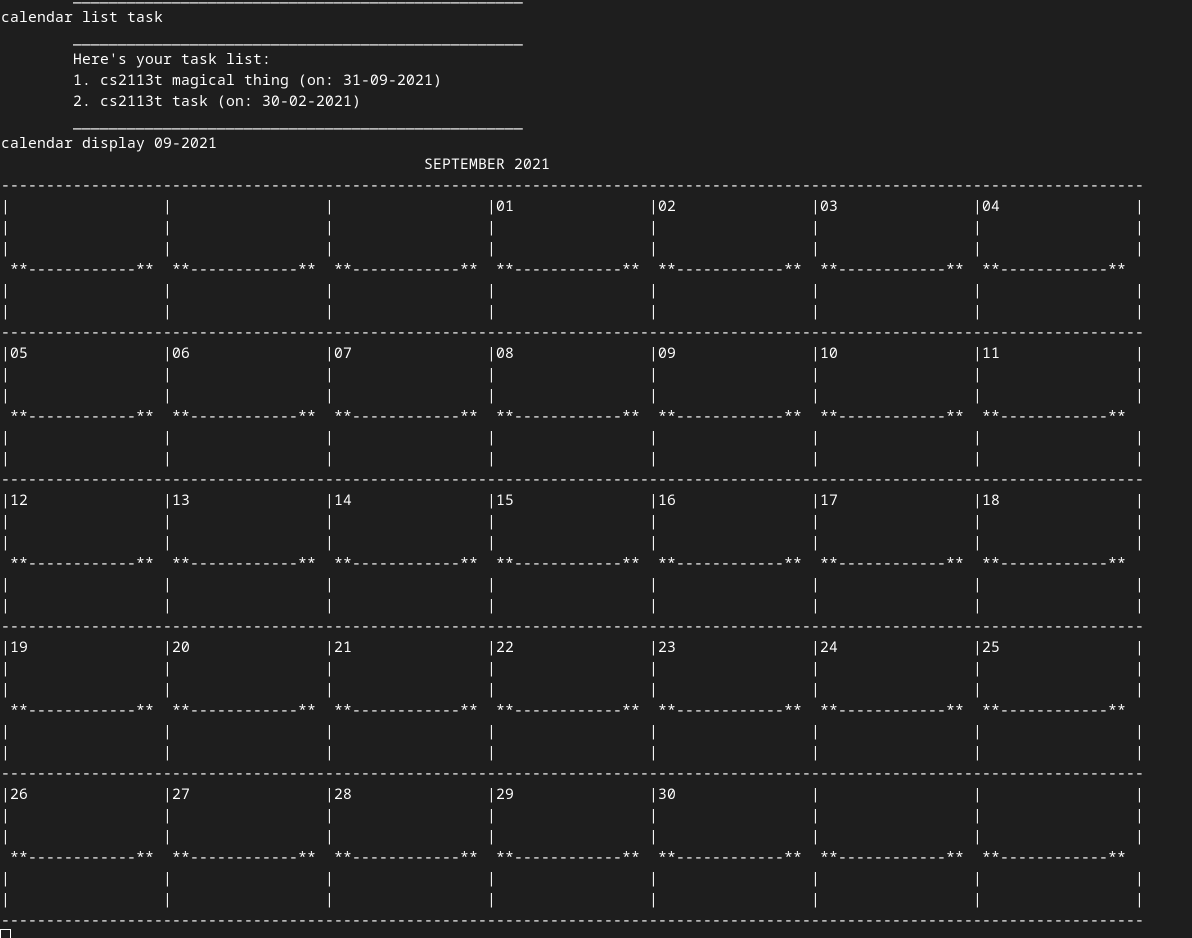 calendar list task
__________________________________________________
Here's your task list:
1. cs2113t magical thing (on: 31-09-2021)
2. cs2113t task (on: 30-02-2021)
__________________________________________________
calendar display 09-2021
SEPTEMBER 2021
| | | |01 |02 |03 |04 |
**------------** **------------** **------------** **------------** **------------** **------------** **------------**
|05 |06 |07 |08 |09 |10 |11 |
**------------** **------------** **------------** **------------** **------------** **------------** **------------**
|12 |13 |14 |15 |16 |17 |18 |
**------------** **------------** **------------** **------------** **------------** **------------** **------------**
|19 |20 |21 |22 |23 |24 |25 |
**------------** **------------** **------------** **------------** **------------** **------------** **------------**
|26 |27 |28 |29 |30 | | |
**------------** **------------** **------------** **------------** **------------** **------------** **------------**